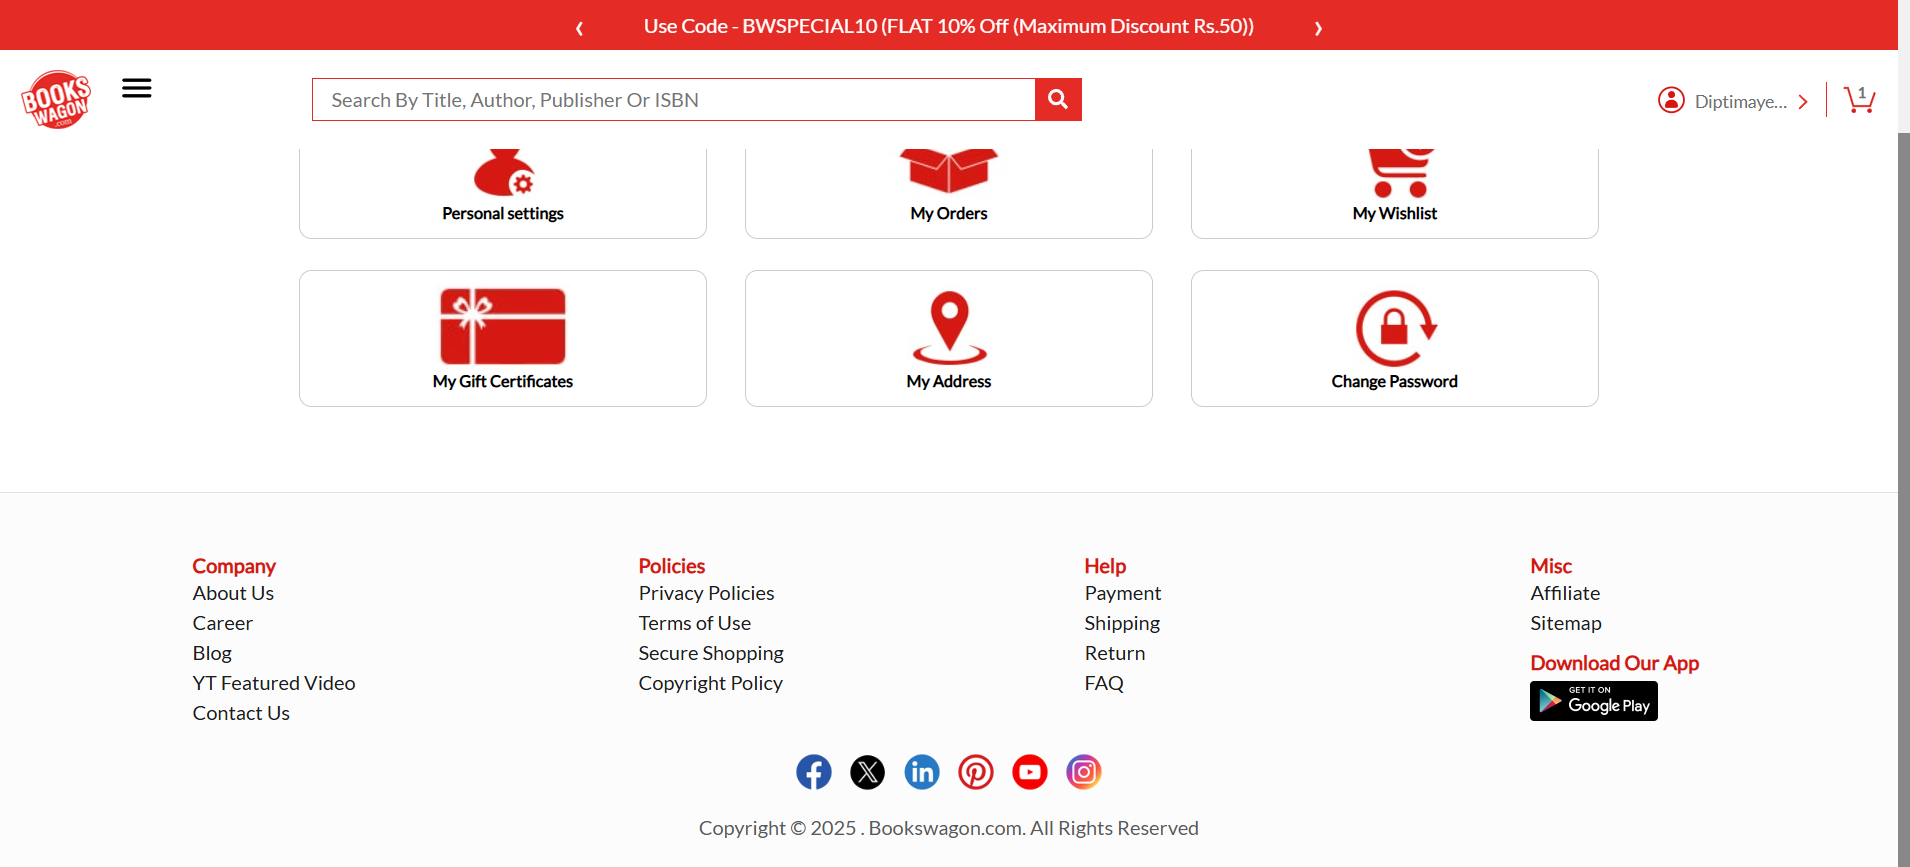 Use Code - BWSPECIAL10 (FLAT 10% Off (Maximum Discount Rs.50))
BOOKS
WAGON
.com
Search By Title, Author, Publisher Or ISBN
Diptimaye...
1
Personal settings
My Orders
My Wishlist
My Gift Certificates
My Address
Change Password
Company
About Us
Career
Blog
YT Featured Video
Contact Us
Policies
Privacy Policies
Terms of Use
Secure Shopping
Copyright Policy
Help
Payment
Shipping
Return
FAQ
Misc
Affiliate
Sitemap
Download Our App
GET IT ON
Google Play
Copyright © 2025 . Bookswagon.com. All Rights Reserved